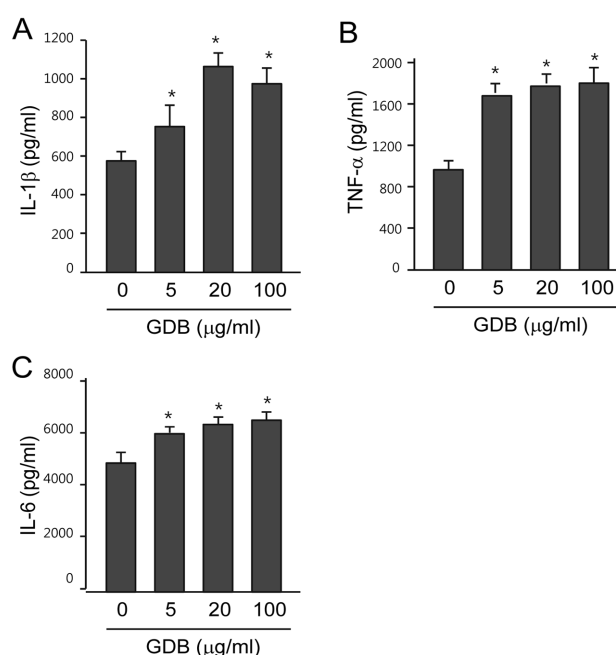 A
IL-1β (pg/ml)
1200
1000
800
600
400
200
0
*
*
*
0 5 20 100
GDB (μg/ml)
B
TNF-α (pg/ml)
2000
1600
1200
800
400
0
*
*
*
0 5 20 100
GDB (μg/ml)
C
IL-6 (pg/ml)
8000
6000
4000
2000
0
*
*
*
0 5 20 100
GDB (μg/ml)